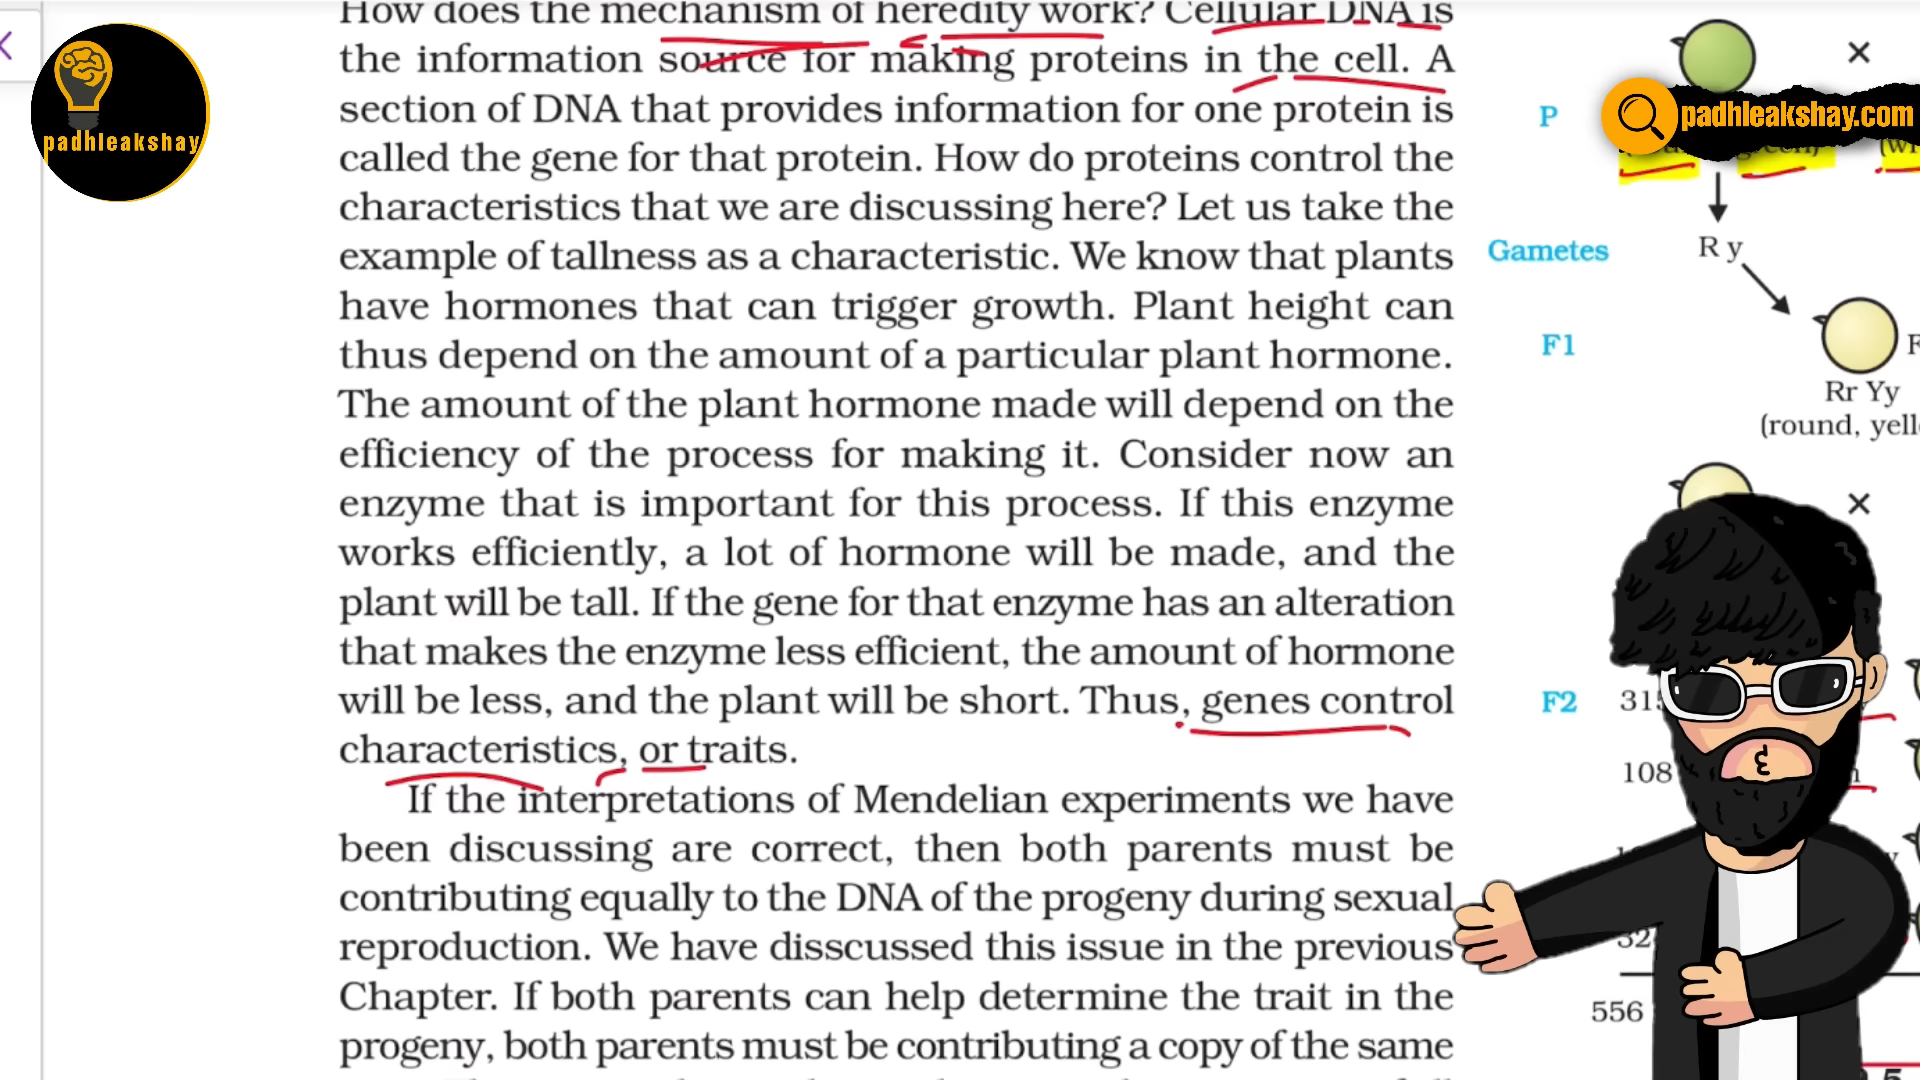 How does the mechanism of heredity work? Cellular DNA is
the information source for making proteins in the cell. A
section of DNA that provides information for one protein is
called the gene for that protein. How do proteins control the
characteristics that we are discussing here? Let us take the
example of tallness as a characteristic. We know that plants
have hormones that can trigger growth. Plant height can
thus depend on the amount of a particular plant hormone.
The amount of the plant hormone made will depend on the
efficiency of the process for making it. Consider now an
enzyme that is important for this process. If this enzyme
works efficiently, a lot of hormone will be made, and the
plant will be tall. If the gene for that enzyme has an alteration
that makes the enzyme less efficient, the amount of hormone
will be less, and the plant will be short. Thus, genes control
characteristics, or traits.
If the interpretations of Mendelian experiments we have
been discussing are correct, then both parents must be
contributing equally to the DNA of the progeny during sexual
reproduction. We have disscussed this issue in the previous
Chapter. If both parents can help determine the trait in the
progeny, both parents must be contributing a copy of the same
padhleakshay
padhleakshay.com
×
P
Gametes
R y
F1
Rr Yy
(round,
×
F2
108
556